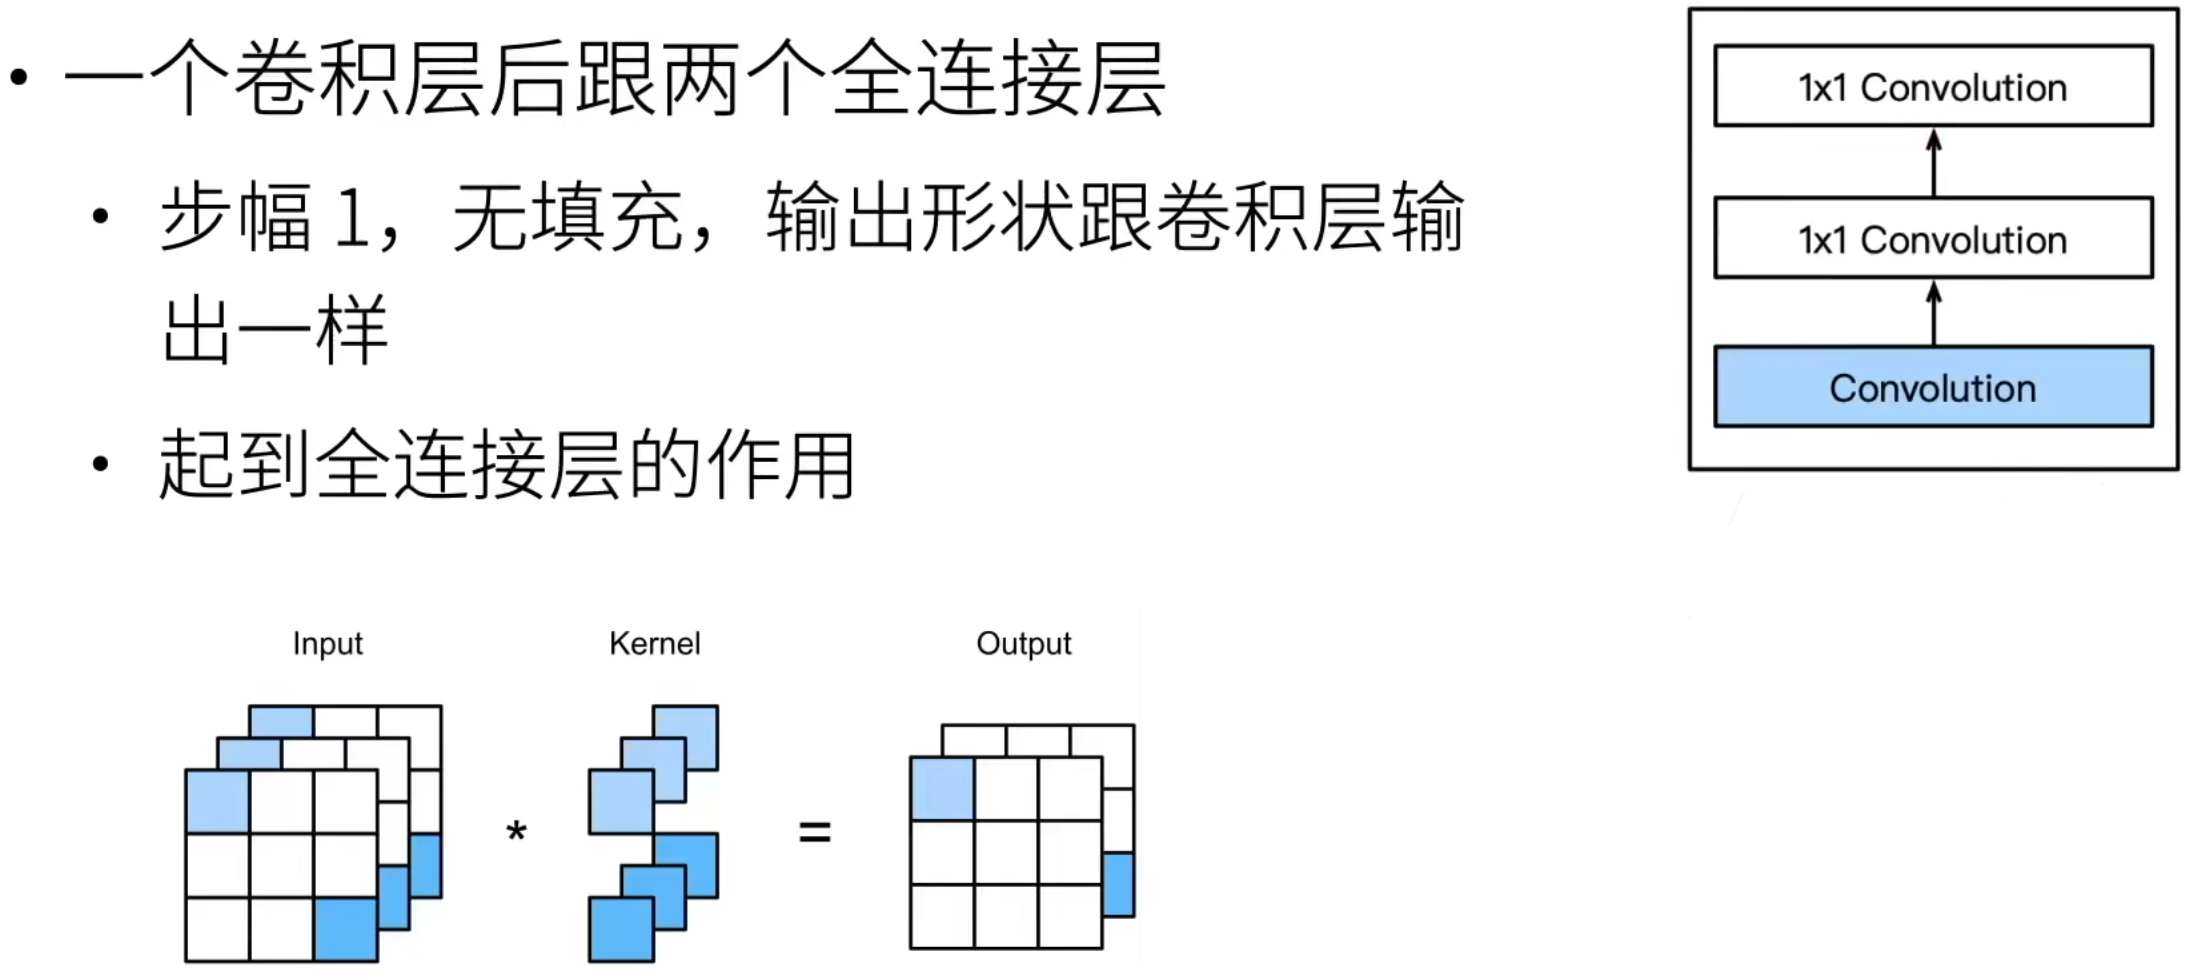 • 一个卷积层后跟两个全连接层
• 步幅 1，无填充，输出形状跟卷积层输
出一样
• 起到全连接层的作用
1x1 Convolution
1x1 Convolution
Convolution
Input Kernel Output
* =